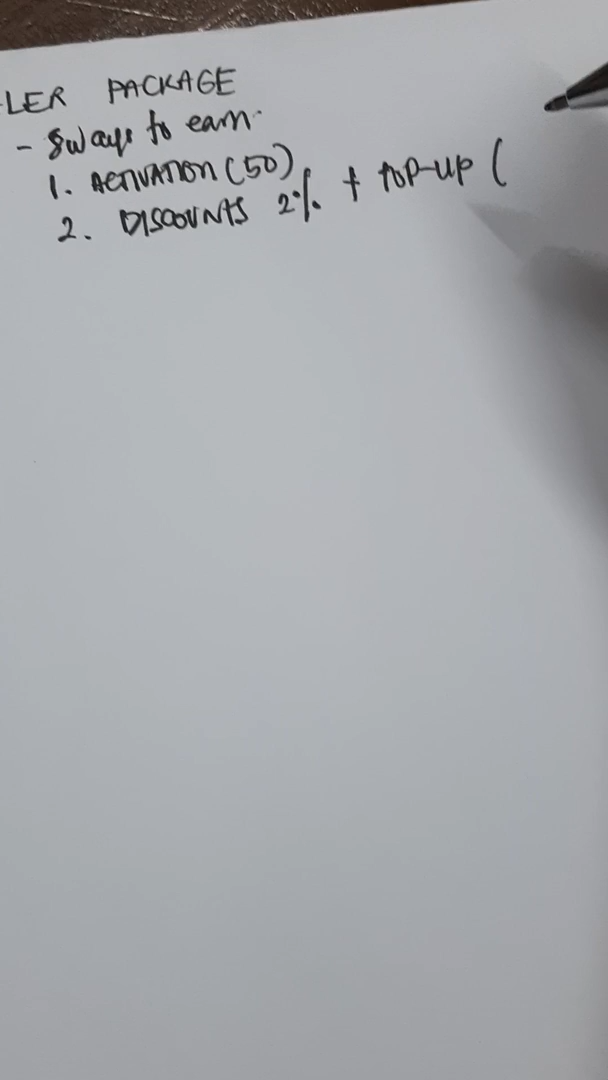 LER PACKAGE
- 8 ways to earn
1. ACTIVATION (50)
2. DISCOUNTS 2% + TOP-UP (